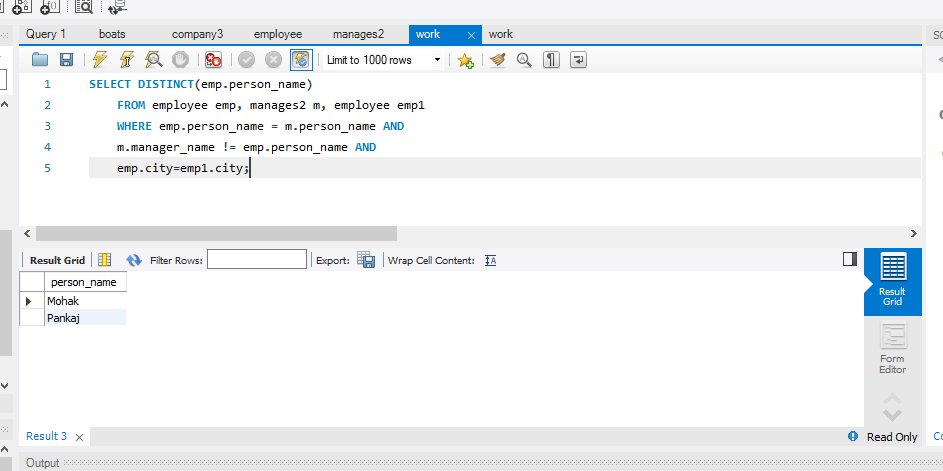 Query 1 boats company3 employee manages2 work × work
Limit to 1000 rows
1 SELECT DISTINCT(emp.person_name)
2 FROM employee emp, manages2 m, employee emp1
3 WHERE emp.person_name = m.person_name AND
4 m.manager_name != emp.person_name AND
5 emp.city=emp1.city;
Result Grid Filter Rows: Export: Wrap Cell Content: IA
person_name
Mohak
Pankaj
Result
Grid
Form
Editor
Result 3 × Read Only
Output